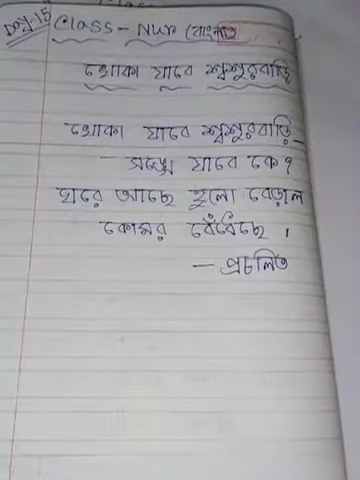 Day-15
Class - Nur (বাংলা)
খোকা যাবে শ্বশুরবাড়ি
খোকা যাবে শ্বশুরবাড়ি-
সঙ্গে যাবে কে?
ঘরে আছে হুলো বেড়াল
কোমর বেঁধেছে।
- প্রচলিত